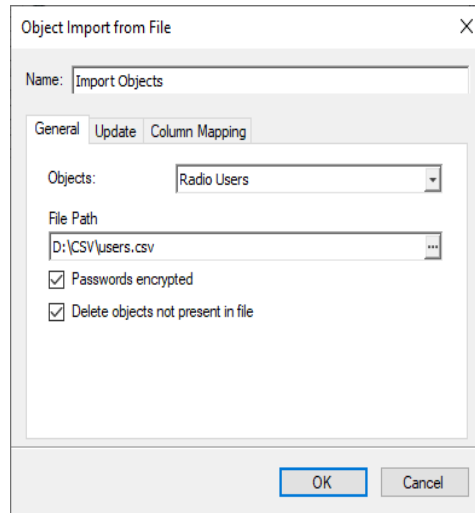 Object Import from File
Name: Import Objects
General Update Column Mapping
Objects: Radio Users
File Path
D:\CSV\users.csv ...
Passwords encrypted
Delete objects not present in file
OK Cancel